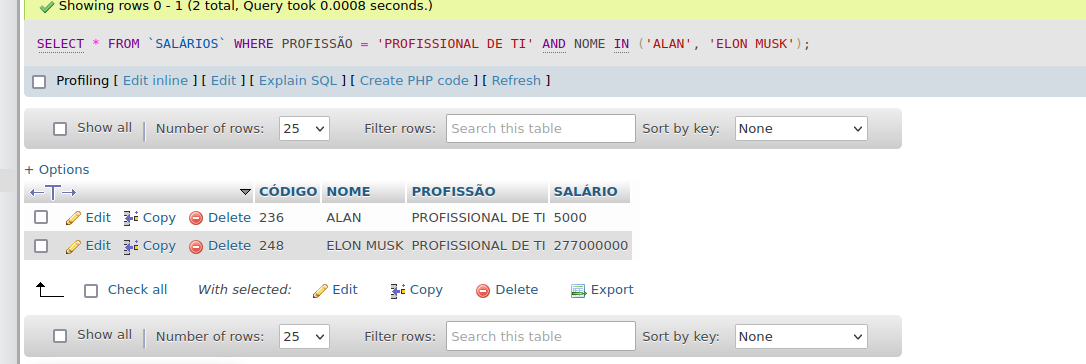 Showing rows 0 - 1 (2 total, Query took 0.0008 seconds.)
SELECT * FROM `SALÁRIOS` WHERE PROFISSÃO = 'PROFISSIONAL DE TI' AND NOME IN ('ALAN', 'ELON MUSK');
Profiling [ Edit inline ] [ Edit ] [ Explain SQL ] [ Create PHP code ] [ Refresh ]
Show all Number of rows: 25 Filter rows: Search this table Sort by key: None
+ Options
←T→ CÓDIGO NOME PROFISSÃO SALÁRIO
Edit Copy Delete 236 ALAN PROFISSIONAL DE TI 5000
Edit Copy Delete 248 ELON MUSK PROFISSIONAL DE TI 277000000
Check all With selected: Edit Copy Delete Export
Show all Number of rows: 25 Filter rows: Search this table Sort by key: None